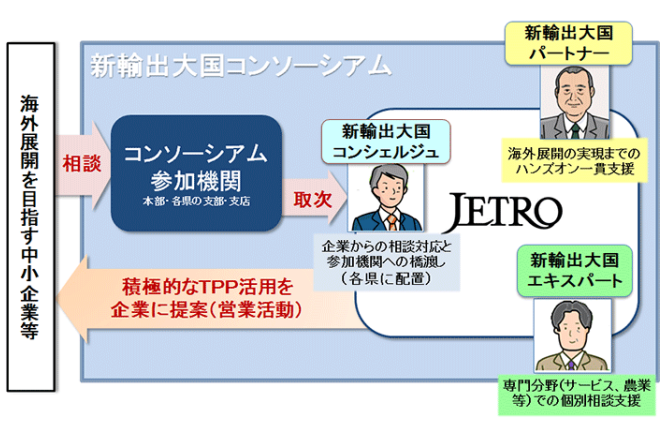 新輸出大国コンソーシアム
海外展開を目指す中小企業等
相談
コンソーシアム
参加機関
本部・各県の支部・支店
取次
新輸出大国
コンシェルジュ
企業からの相談対応と
参加機関への橋渡し
(各県に配置)
JETRO
新輸出大国
パートナー
海外展開の実現までの
ハンズオン一貫支援
新輸出大国
エキスパート
専門分野(サービス、農業
等)での個別相談支援
積極的なTPP活用を
企業に提案(営業活動)